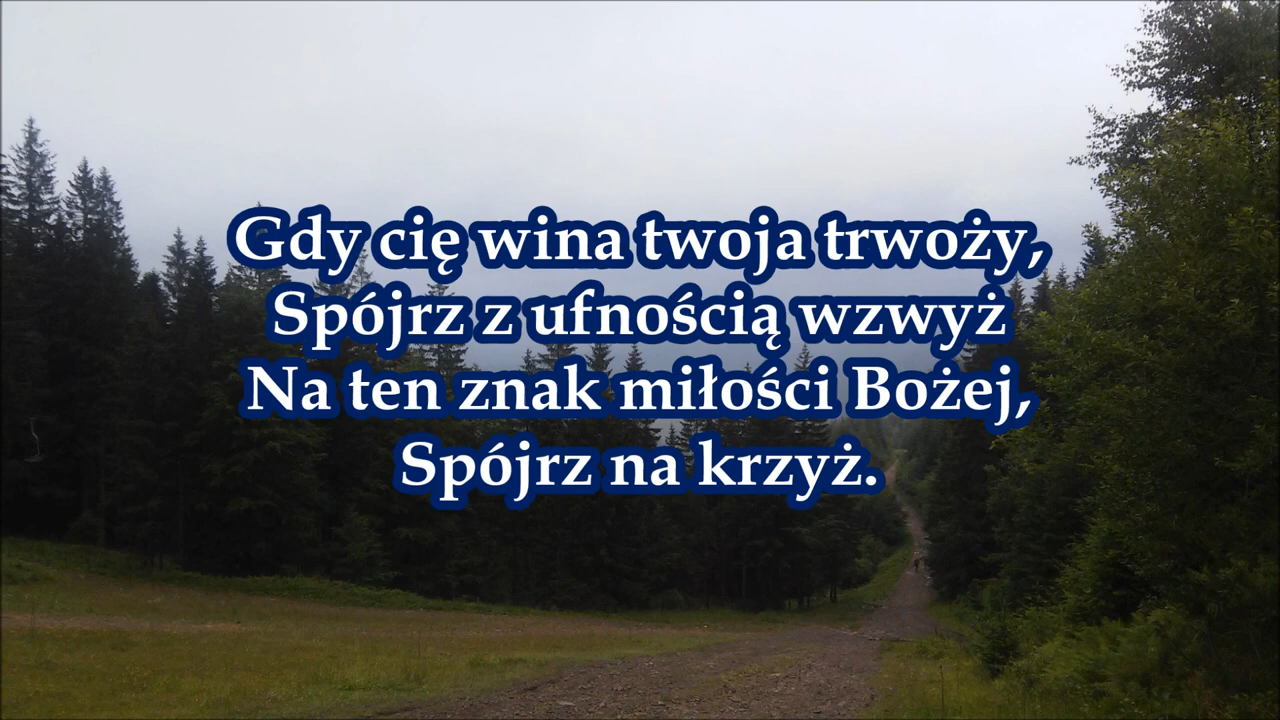 Gdy cię wina twoja trwoży,
Spójrz z ufnością wzwyż
Na ten znak miłości Bożej,
Spójrz na krzyż.